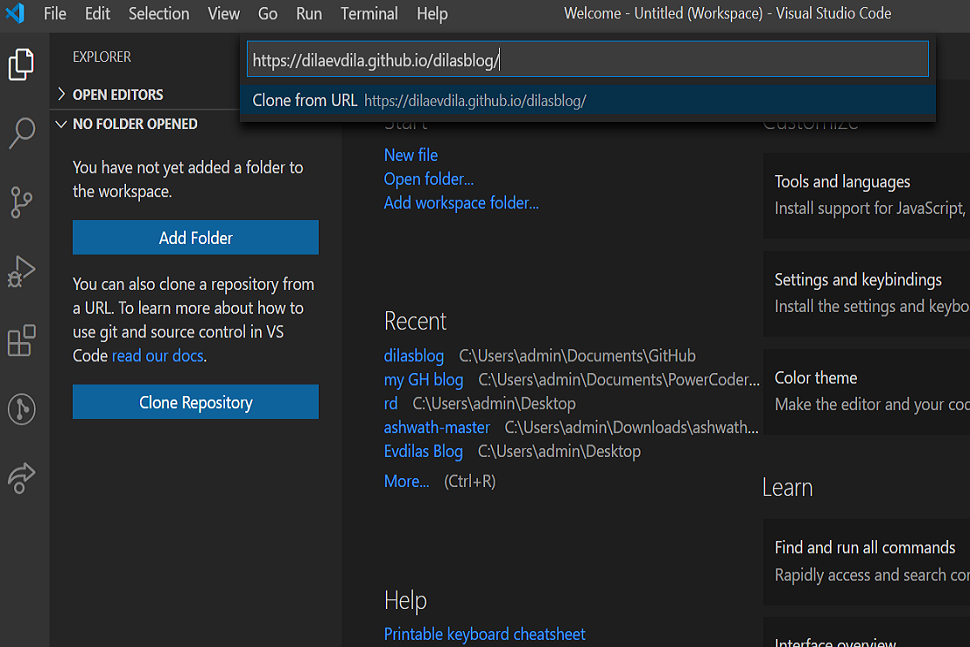 File Edit Selection View Go Run Terminal Help Welcome - Untitled (Workspace) - Visual Studio Code
EXPLORER
OPEN EDITORS
NO FOLDER OPENED
You have not yet added a folder to
the workspace.
Add Folder
You can also clone a repository from
a URL. To learn more about how to
use git and source control in VS
Code read our docs.
Clone Repository
https://dilaevdila.github.io/dilasblog/
Clone from URL https://dilaevdila.github.io/dilasblog/
Start
New file
Open folder...
Add workspace folder...
Recent
dilasblog C:\Users\admin\Documents\GitHub
my GH blog C:\Users\admin\Documents\PowerCoder...
rd C:\Users\admin\Desktop
ashwath-master C:\Users\admin\Downloads\ashwath...
Evdilas Blog C:\Users\admin\Desktop
More... (Ctrl+R)
Help
Printable keyboard cheatsheet
Customize
Tools and languages
Install support for JavaScript,
Settings and keybindings
Install the settings and keybo
Color theme
Make the editor and your coc
Learn
Find and run all commands
Rapidly access and search cor
Interface overview